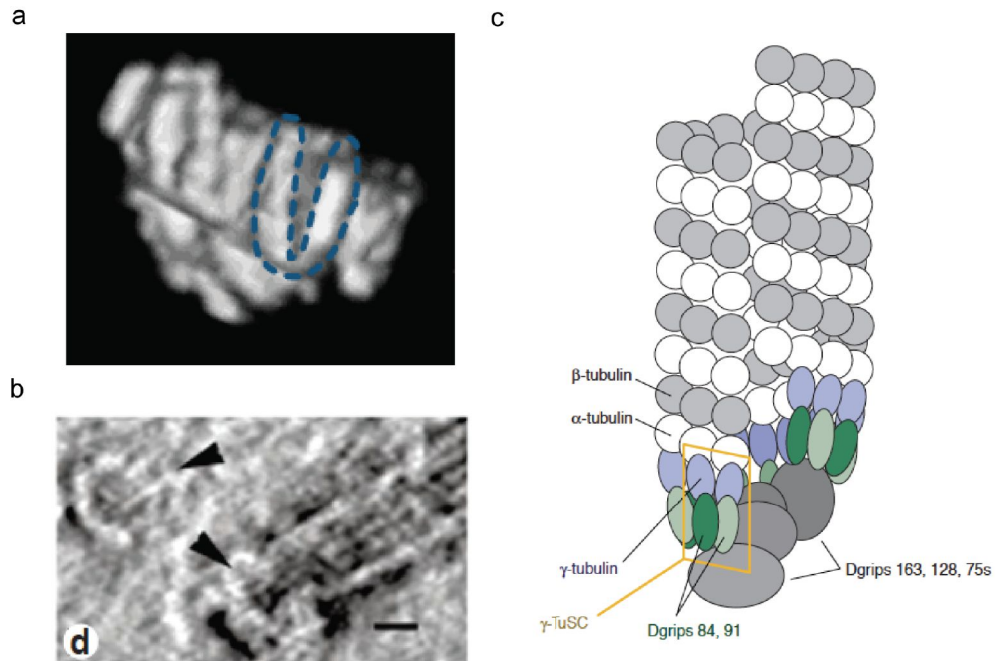 a
c
b
β-tubulin
α-tubulin
γ-tubulin
γ-TuSC
Dgrips 84, 91
Dgrips 163, 128, 75s
d